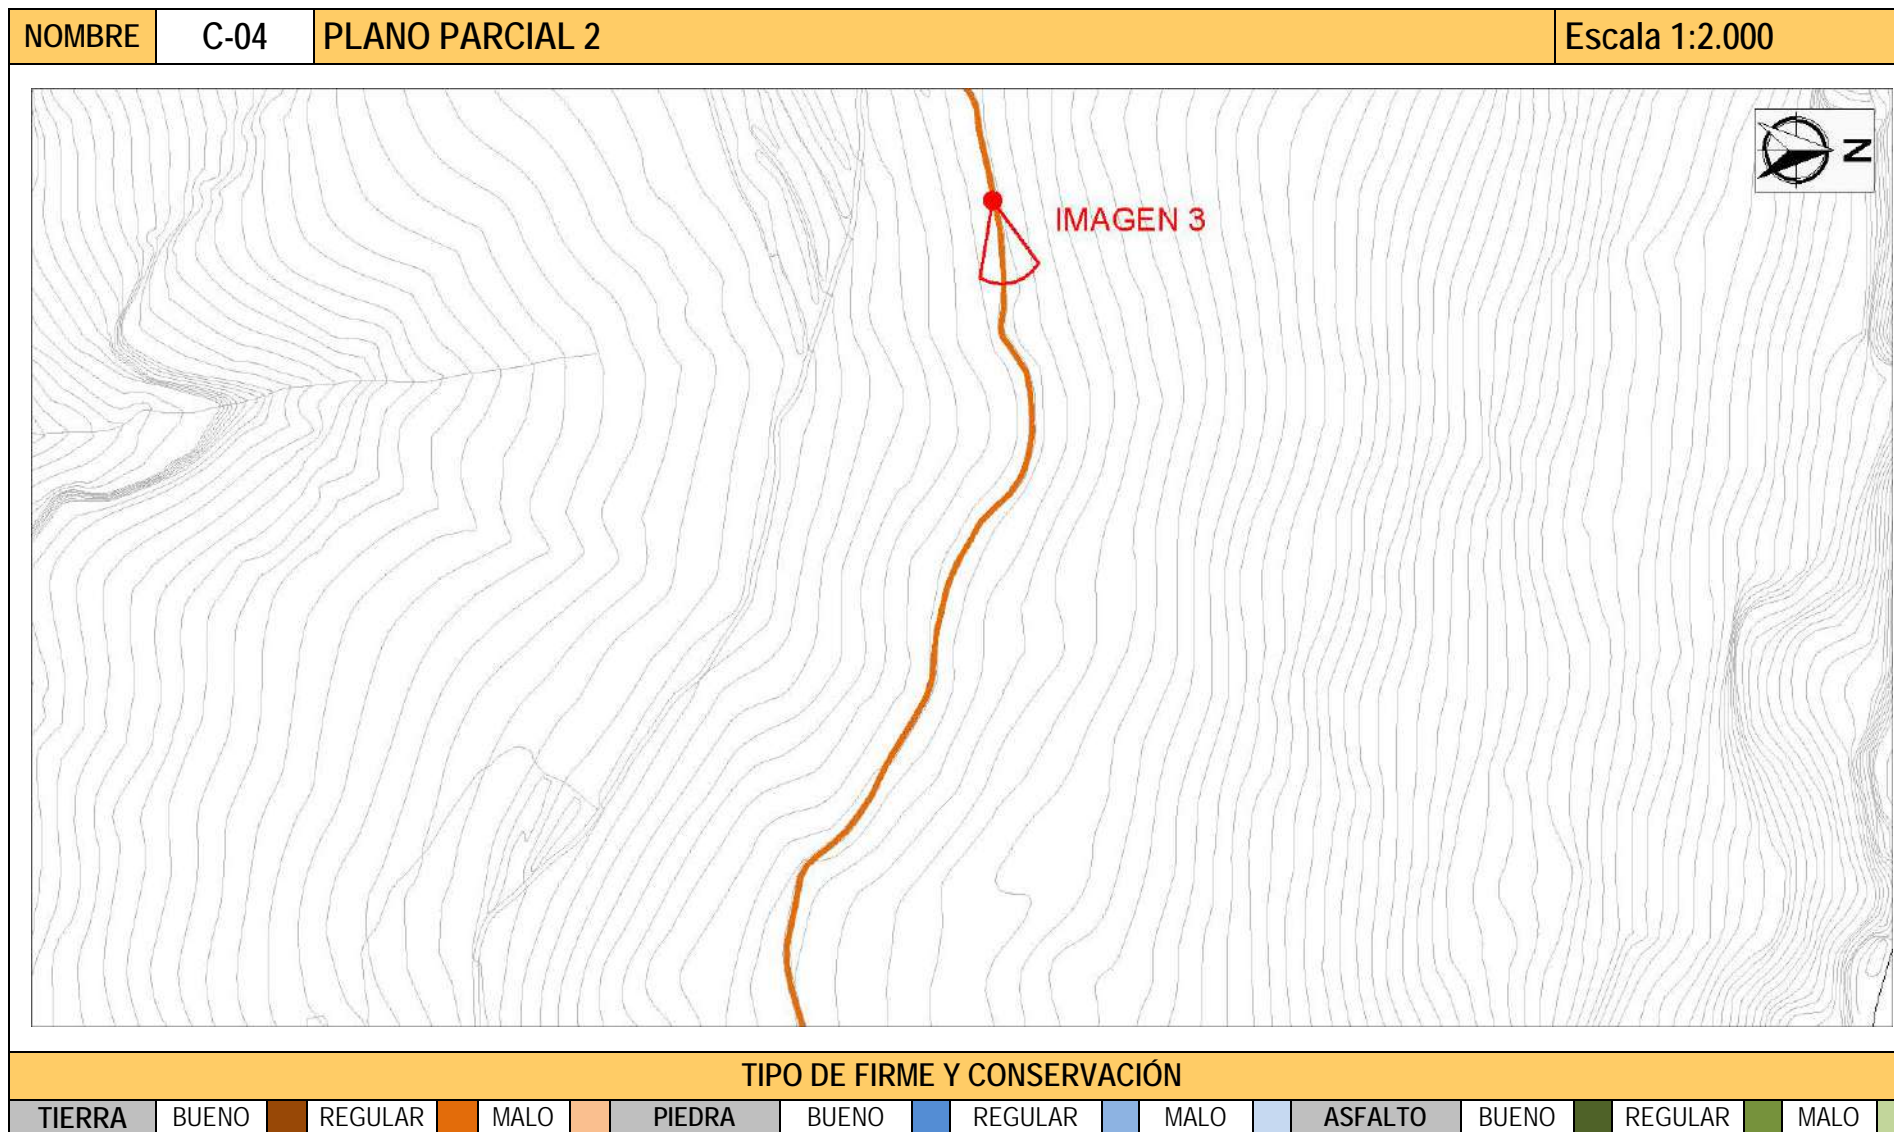 NOMBRE C-04 PLANO PARCIAL 2 Escala 1:2.000
N
IMAGEN 3
TIPO DE FIRME Y CONSERVACIÓN
TIERRA BUENO REGULAR MALO PIEDRA BUENO REGULAR MALO ASFALTO BUENO REGULAR MALO